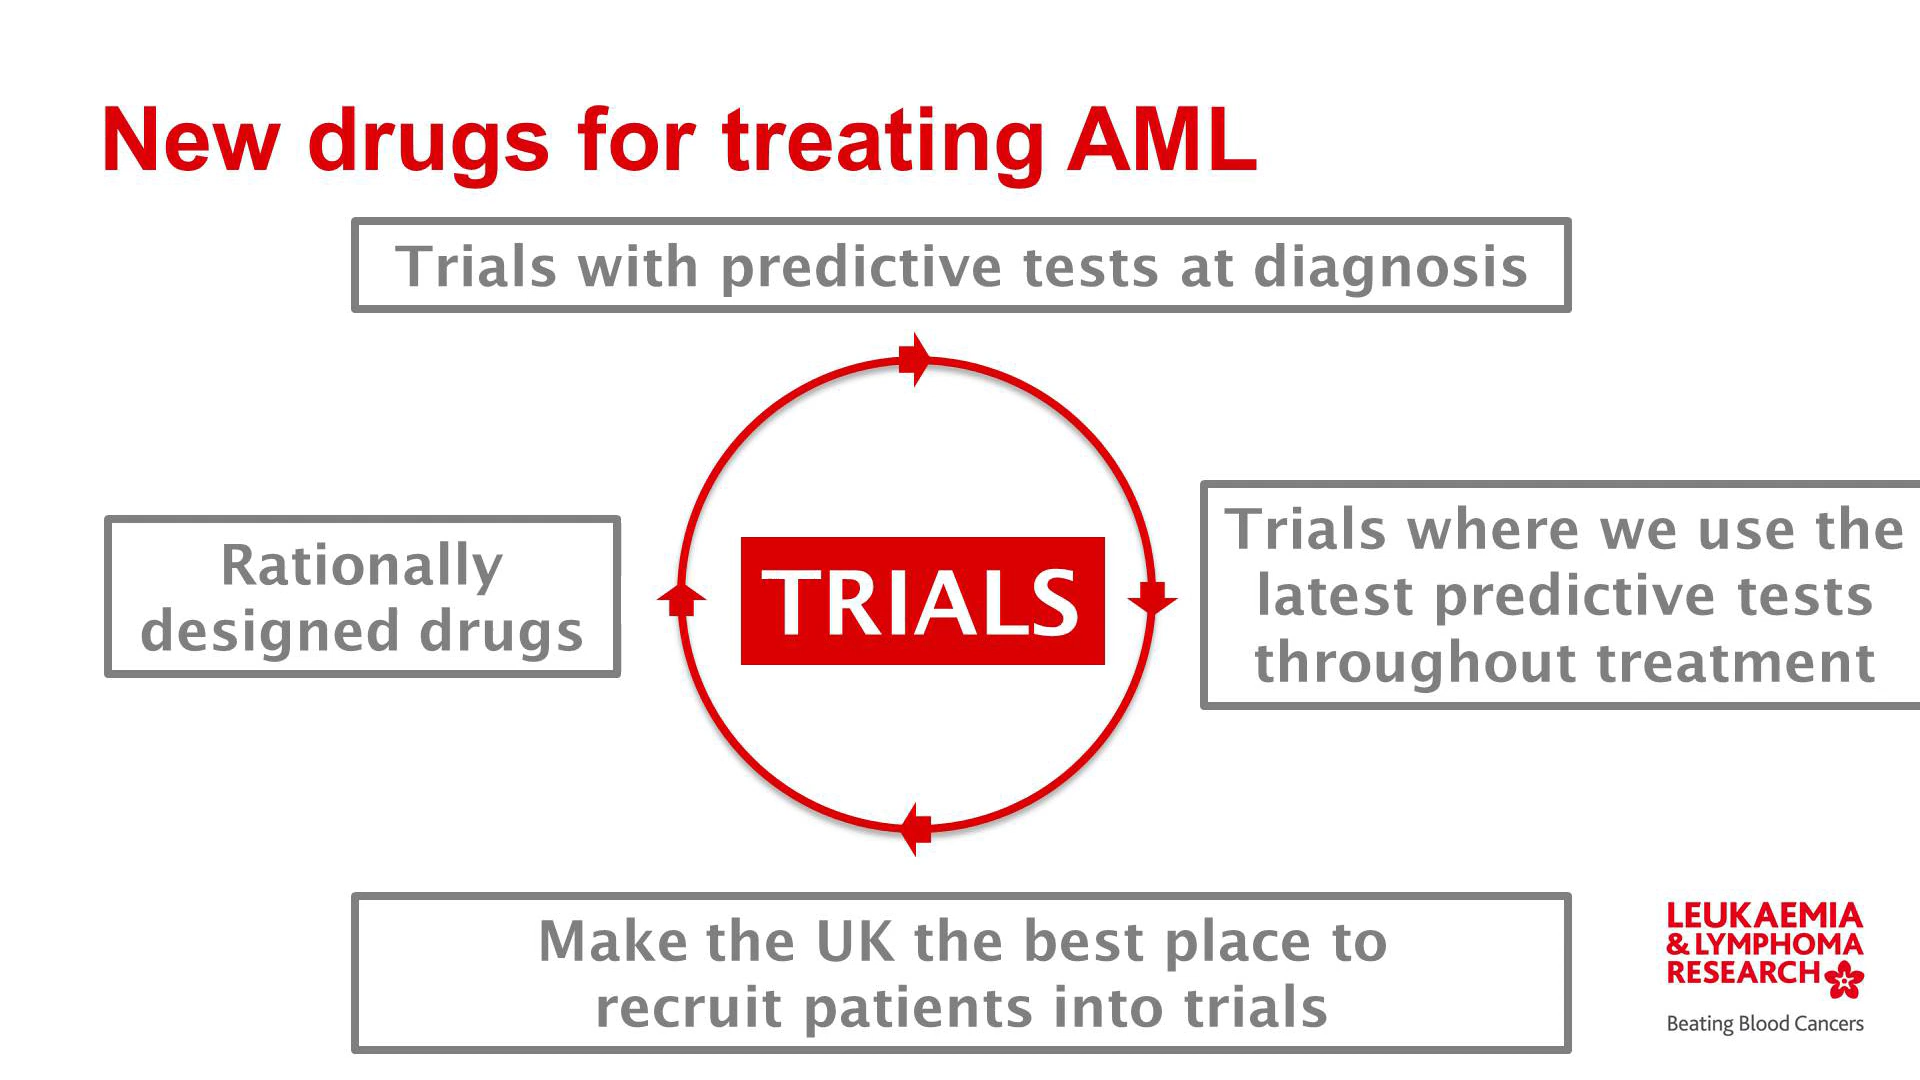 New drugs for treating AML
Trials with predictive tests at diagnosis
Rationally
designed drugs
TRIALS
Trials where we use the
latest predictive tests
throughout treatment
Make the UK the best place to
recruit patients into trials
LEUKAEMIA
& LYMPHOMA
RESEARCH
Beating Blood Cancers